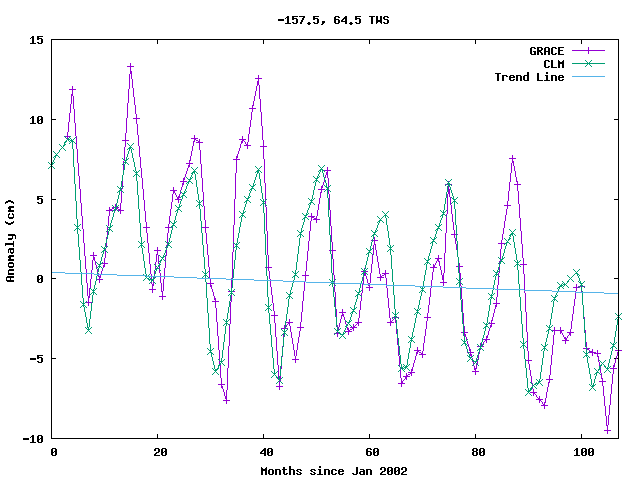 -157.5, 64.5 TWS
GRACE
CLM
Trend Line
Anomaly (cm)
15
10
5
0
-5
-10
0 20 40 60 80 100
Months since Jan 2002